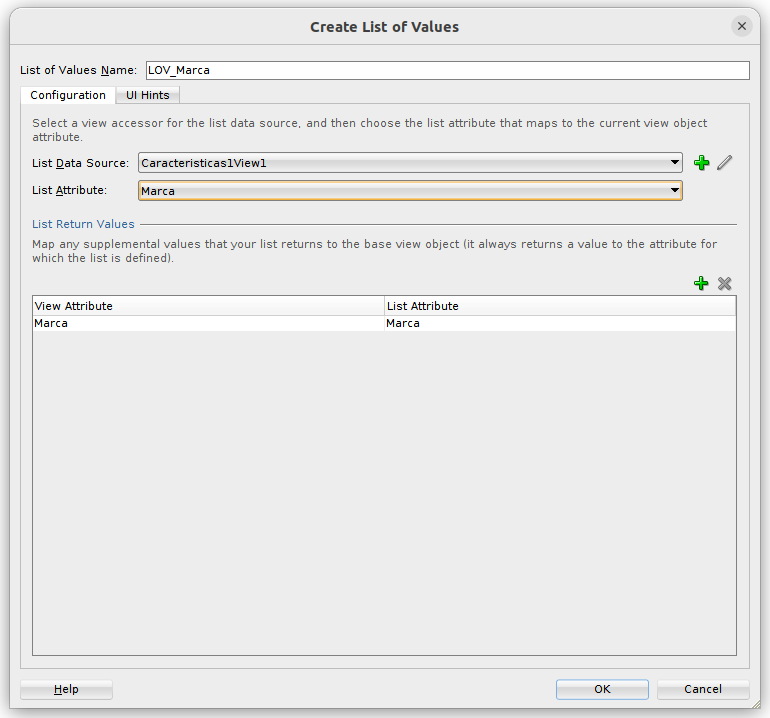 Create List of Values
List of Values Name: LOV_Marca
Configuration UI Hints
Select a view accessor for the list data source, and then choose the list attribute that maps to the current view object
attribute.
List Data Source: Caracteristicas1View1
List Attribute: Marca
List Return Values
Map any supplemental values that your list returns to the base view object (it always returns a value to the attribute for
which the list is defined).
View Attribute List Attribute
Marca Marca
Help OK Cancel